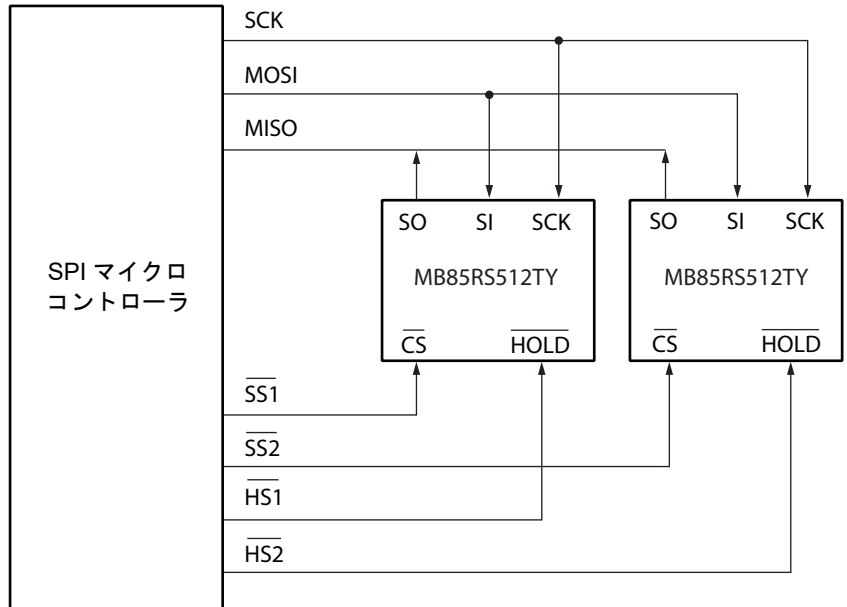 SCK
MOSI
MISO
SO SI SCK
MB85RS512TY
CS HOLD
SO SI SCK
MB85RS512TY
CS HOLD
SPI マイクロ
コントローラ
SS1
SS2
HS1
HS2